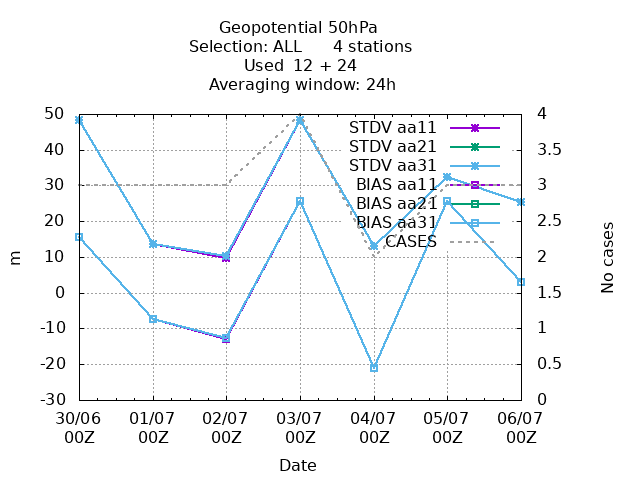 Geopotential 50hPa
Selection: ALL 4 stations
Used 12 + 24
Averaging window: 24h
50
40
30
20
10
0
-10
-20
-30
m
4
3.5
3
2.5
2
1.5
1
0.5
0
No cases
STDV aa11
STDV aa21
STDV aa31
BIAS aa11
BIAS aa21
BIAS aa31
CASES
30/06 01/07 02/07 03/07 04/07 05/07 06/07
00Z 00Z 00Z 00Z 00Z 00Z 00Z
Date